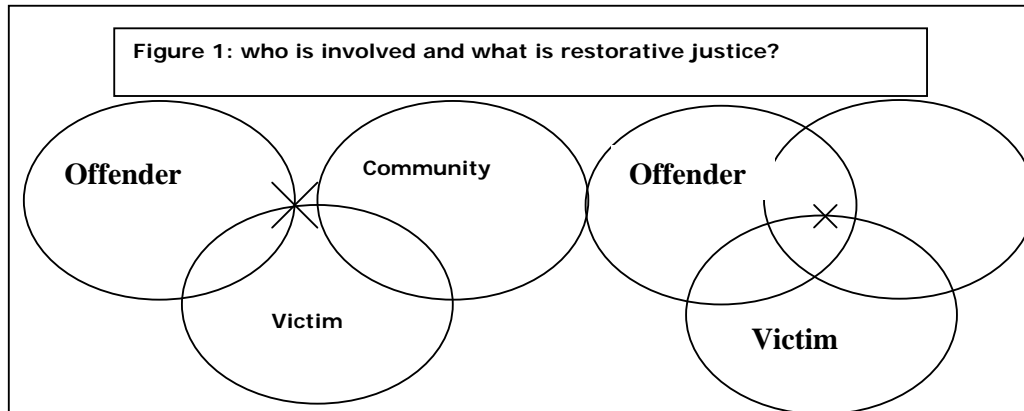 Figure 1: who is involved and what is restorative justice?
Offender
Community
Victim
Offender
Victim